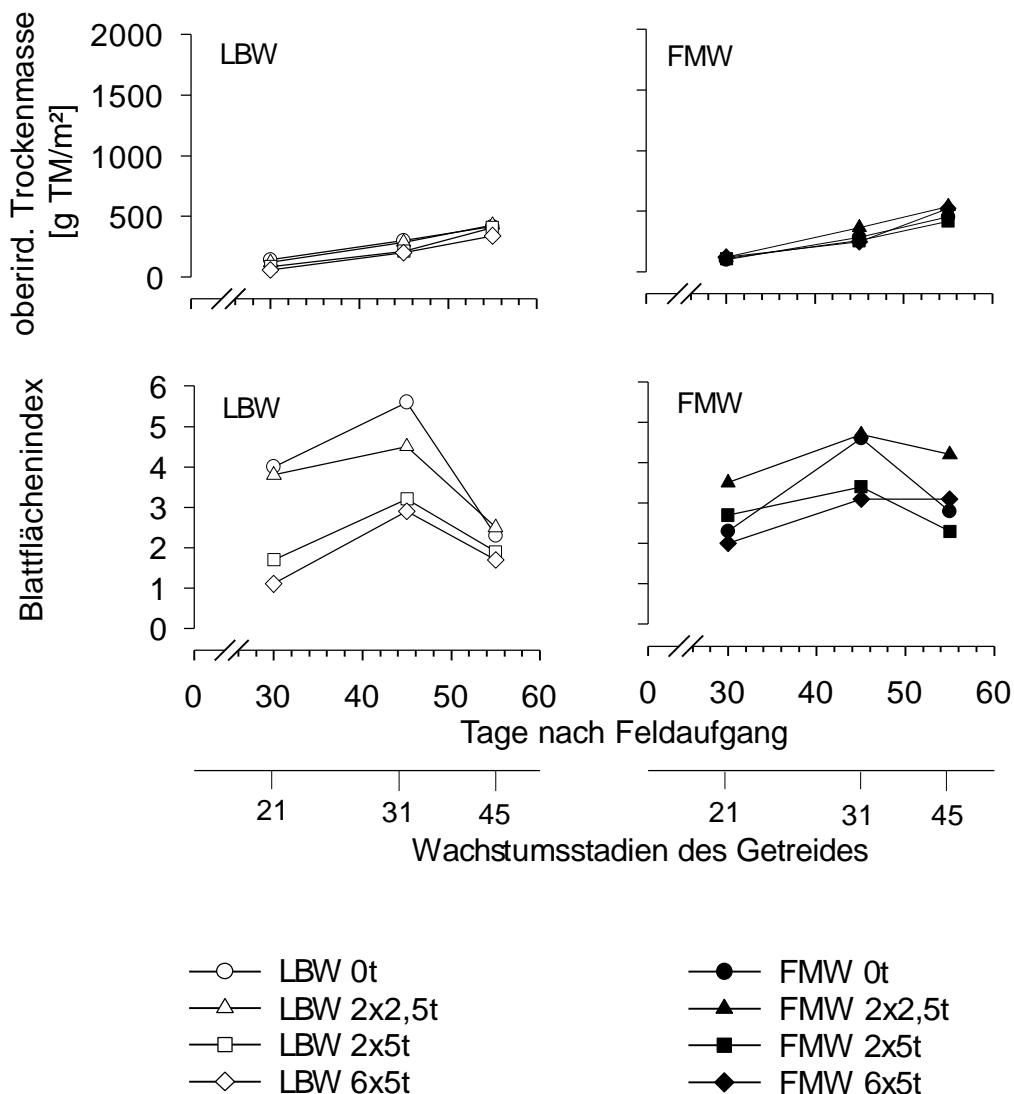 oberird. Trockenmasse
[g TM/m²]
2000
1500
1000
500
0
LBW
FMW
Blattflächenindex
6
5
4
3
2
1
0
LBW
FMW
0 30 40 50 60
0 30 40 50 60
Tage nach Feldaufgang
21 31 45
21 31 45
Wachstumsstadien des Getreides
LBW 0t
LBW 2x2,5t
LBW 2x5t
LBW 6x5t
FMW 0t
FMW 2x2,5t
FMW 2x5t
FMW 6x5t